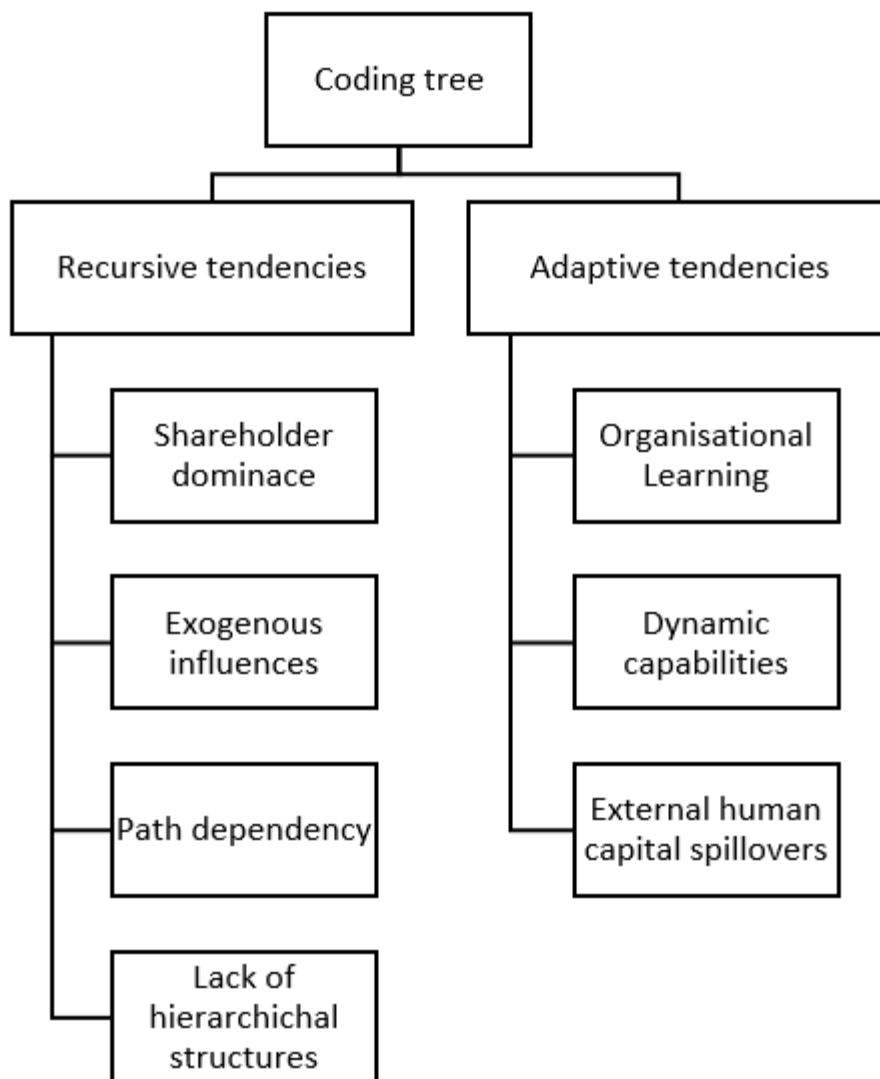 Coding tree
Recursive tendencies
Adaptive tendencies
Shareholder
dominace
Organisational
Learning
Exogenous
influences
Dynamic
capabilities
Path dependency
External human
capital spillovers
Lack of
hierarchichal
structures